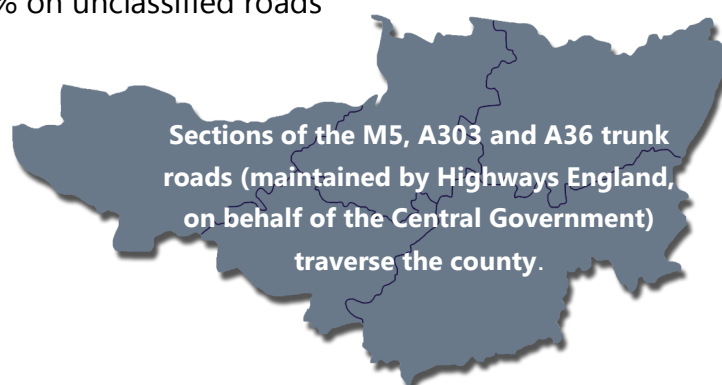 % on unclassified roads
Sections of the M5, A303 and A36 trunk
roads (maintained by Highways England,
on behalf of the Central Government)
traverse the county.